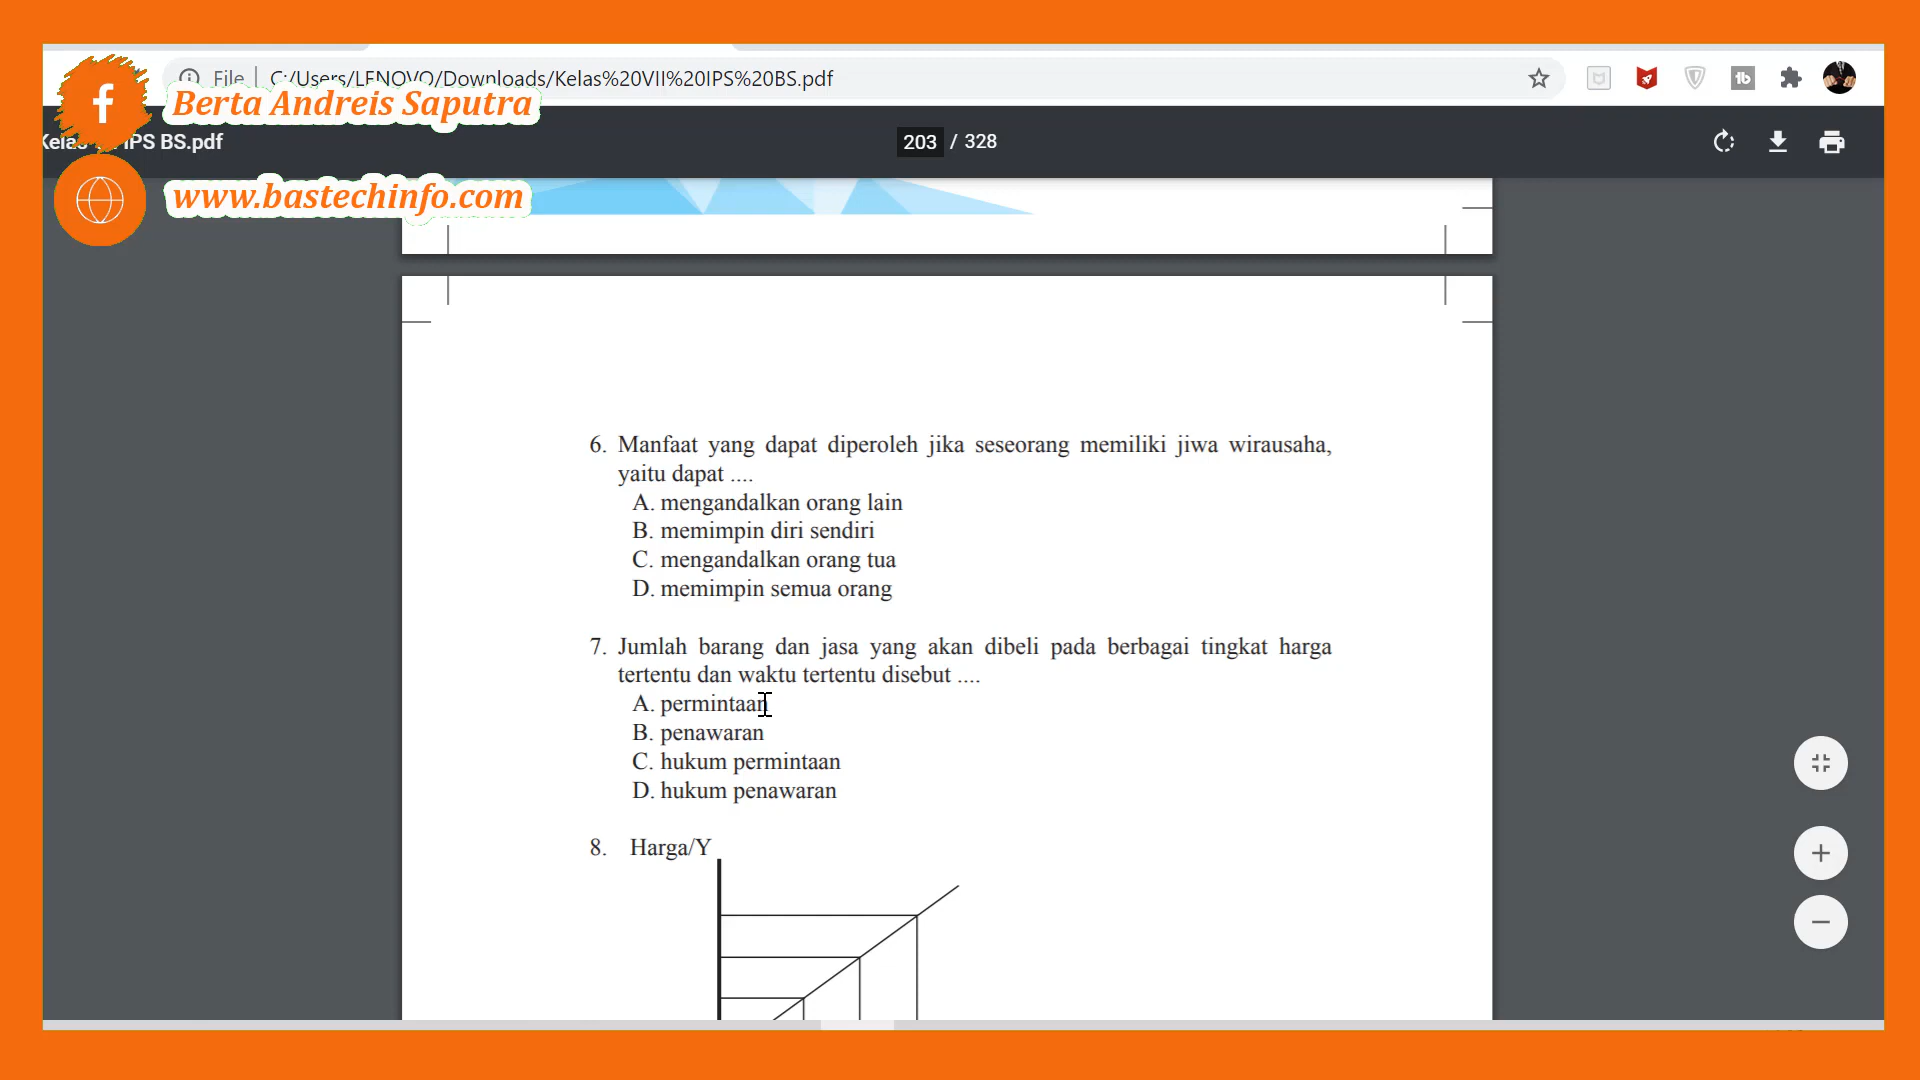 File C:/Users/LENOVO/Downloads/Kelas%20VII%20IPS%20BS.pdf
Berta Andreis Saputra
IPS BS.pdf
203 / 328
www.bastechinfo.com
6. Manfaat yang dapat diperoleh jika seseorang memiliki jiwa wirausaha,
yaitu dapat ....
A. mengandalkan orang lain
B. memimpin diri sendiri
C. mengandalkan orang tua
D. memimpin semua orang
7. Jumlah barang dan jasa yang akan dibeli pada berbagai tingkat harga
tertentu dan waktu tertentu disebut ....
A. permintaan
B. penawaran
C. hukum permintaan
D. hukum penawaran
8. Harga/Y